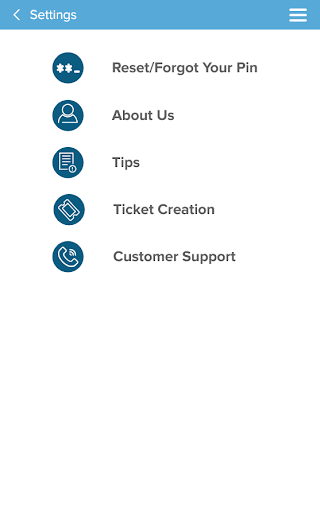 Settings
Reset/Forgot Your Pin
About Us
Tips
Ticket Creation
Customer Support